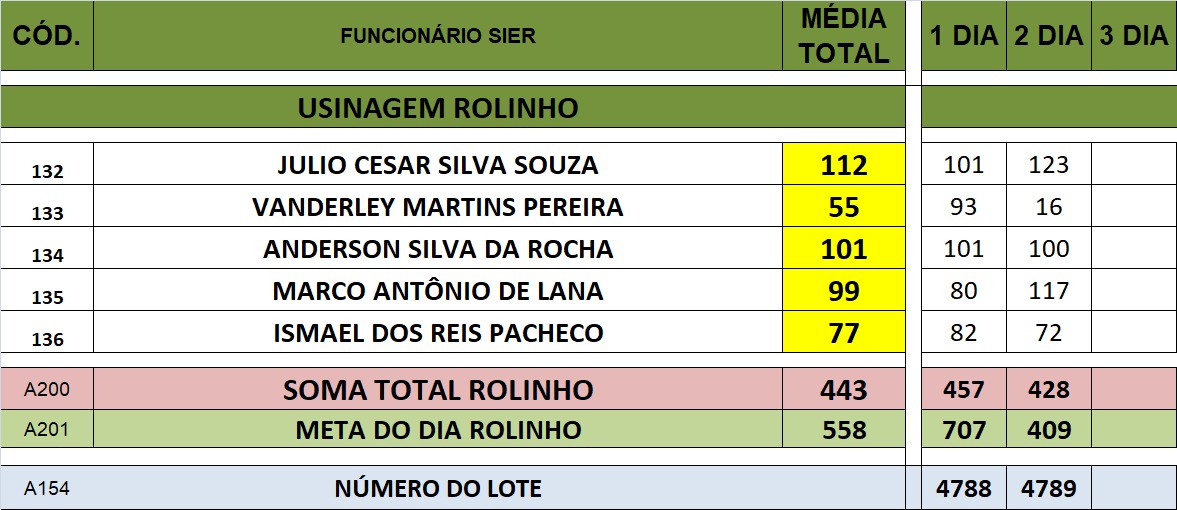 CÓD. FUNCIONÁRIO SIER MÉDIA TOTAL 1 DIA 2 DIA 3 DIA
USINAGEM ROLINHO
132 JULIO CESAR SILVA SOUZA 112 101 123
133 VANDERLEY MARTINS PEREIRA 55 93 16
134 ANDERSON SILVA DA ROCHA 101 101 100
135 MARCO ANTÔNIO DE LANA 99 80 117
136 ISMAEL DOS REIS PACHECO 77 82 72
A200 SOMA TOTAL ROLINHO 443 457 428
A201 META DO DIA ROLINHO 558 707 409
A154 NÚMERO DO LOTE 4788 4789